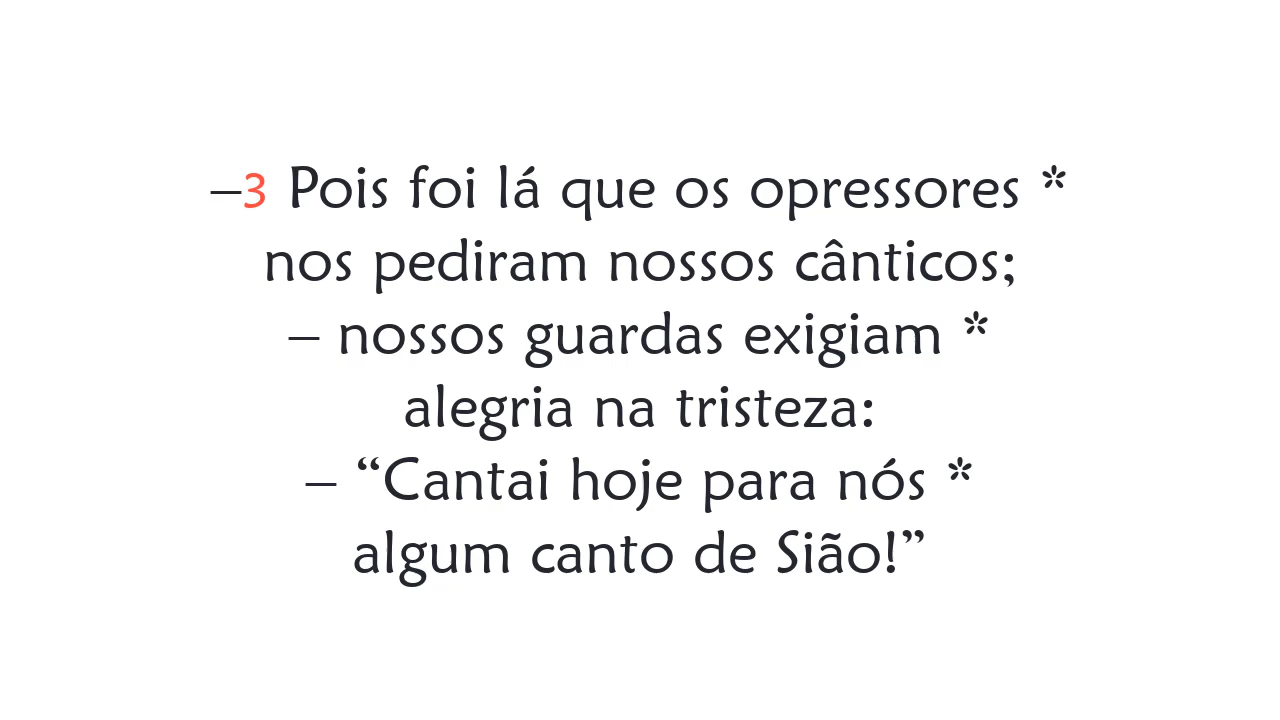 –3 Pois foi lá que os opressores *
nos pediram nossos cânticos;
– nossos guardas exigiam *
alegria na tristeza:
– “Cantai hoje para nós *
algum canto de Sião!”